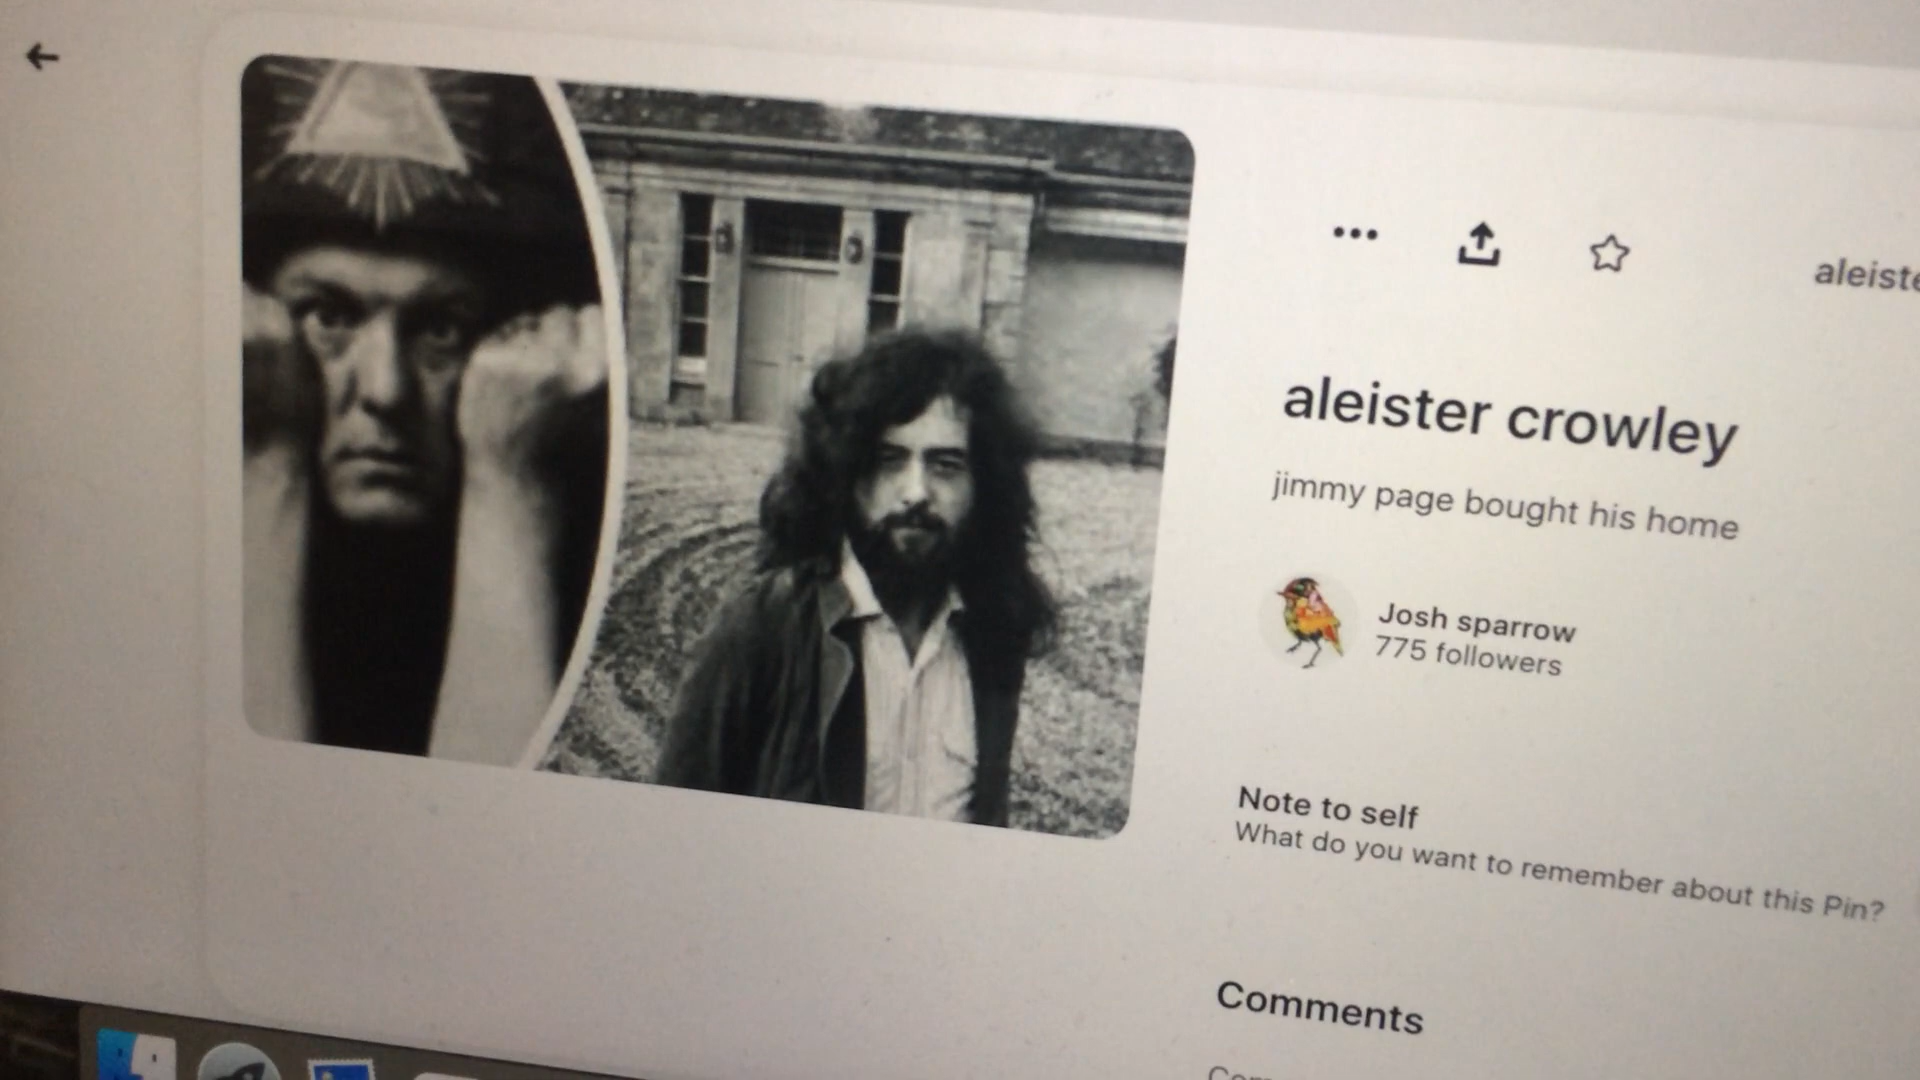 aleister crowley
jimmy page bought his home
Josh sparrow
775 followers
Note to self
What do you want to remember about this Pin?
Comments